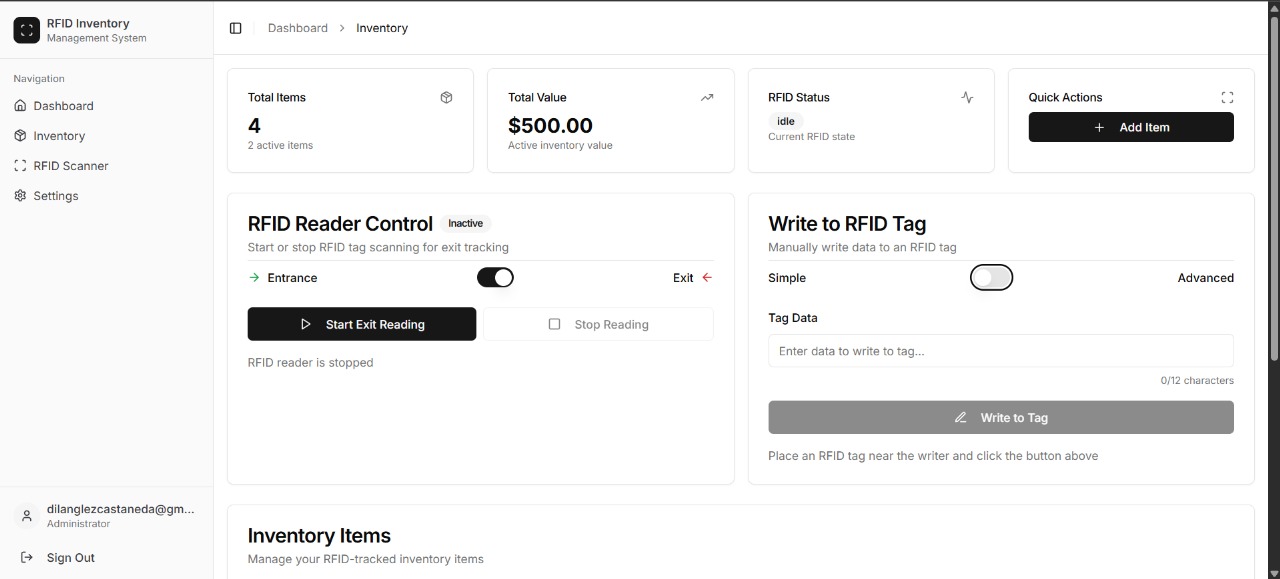 RFID Inventory
Management System
Navigation
Dashboard
Inventory
RFID Scanner
Settings
dilanglezcastaneda@gm...
Administrator
Sign Out
Dashboard > Inventory
Total Items
4
2 active items
Total Value
$500.00
Active inventory value
RFID Status
idle
Current RFID state
Quick Actions
+ Add Item
RFID Reader Control Inactive
Start or stop RFID tag scanning for exit tracking
Entrance
Exit
Start Exit Reading
Stop Reading
RFID reader is stopped
Write to RFID Tag
Manually write data to an RFID tag
Simple
Advanced
Tag Data
Enter data to write to tag...
0/12 characters
Write to Tag
Place an RFID tag near the writer and click the button above
Inventory Items
Manage your RFID-tracked inventory items